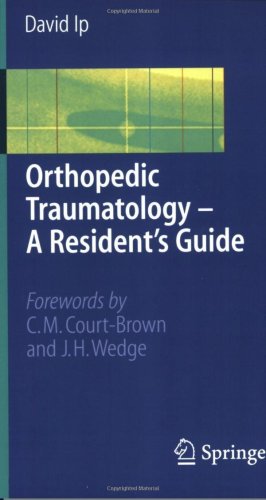 David Ip
Orthopedic
Traumatology –
A Resident's Guide
Forewords by
C.M. Court-Brown
and J.H. Wedge
Springer